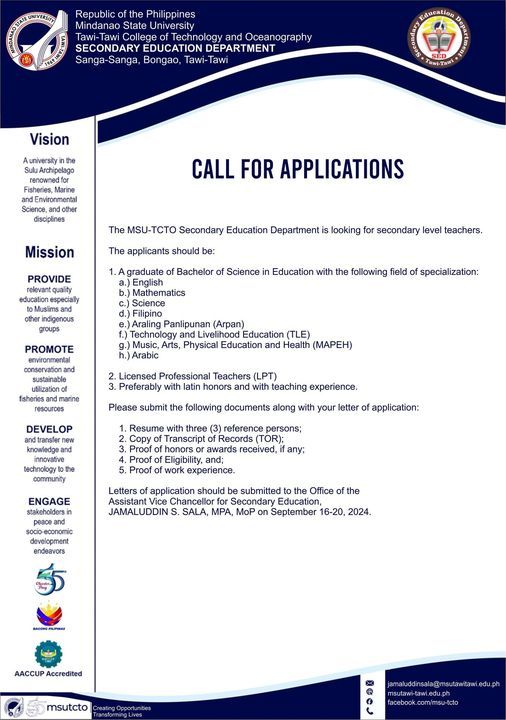 Republic of the Philippines
Mindanao State University
Tawi-Tawi College of Technology and Oceanography
SECONDARY EDUCATION DEPARTMENT
Sanga-Sanga, Bongao, Tawi-Tawi
Vision
A university in the
Sulu Archipelago
renowned for
Fisheries, Marine
and Environmental
Science, and other
disciplines
Mission
PROVIDE
relevant quality
education especially
to Muslims and
other indigenous
groups
PROMOTE
environmental
conservation and
sustainable
utilization of
fisheries and marine
resources
DEVELOP
and transfer new
knowledge and
innovative
technology to the
community
ENGAGE
stakeholders in
peace and
socio-economic
development
endeavors
BAGONG PILIPINAS
AACCUP Accredited
CALL FOR APPLICATIONS
The MSU-TCTO Secondary Education Department is looking for secondary level teachers.
The applicants should be:
1. A graduate of Bachelor of Science in Education with the following field of specialization:
a.) English
b.) Mathematics
c.) Science
d.) Filipino
e.) Araling Panlipunan (Arpan)
f.) Technology and Livelihood Education (TLE)
g.) Music, Arts, Physical Education and Health (MAPEH)
h.) Arabic
2. Licensed Professional Teachers (LPT)
3. Preferably with latin honors and with teaching experience.
Please submit the following documents along with your letter of application:
1. Resume with three (3) reference persons;
2. Copy of Transcript of Records (TOR);
3. Proof of honors or awards received, if any;
4. Proof of Eligibility, and;
5. Proof of work experience.
Letters of application should be submitted to the Office of the
Assistant Vice Chancellor for Secondary Education,
JAMALUDDIN S. SALA, MPA, MoP on September 16-20, 2024.
msutcto
Creating Opportunities
Transforming Lives
jamaluddinsala@msutawitawi.edu.ph
msutawi-tawi.edu.ph
facebook.com/msu-tcto